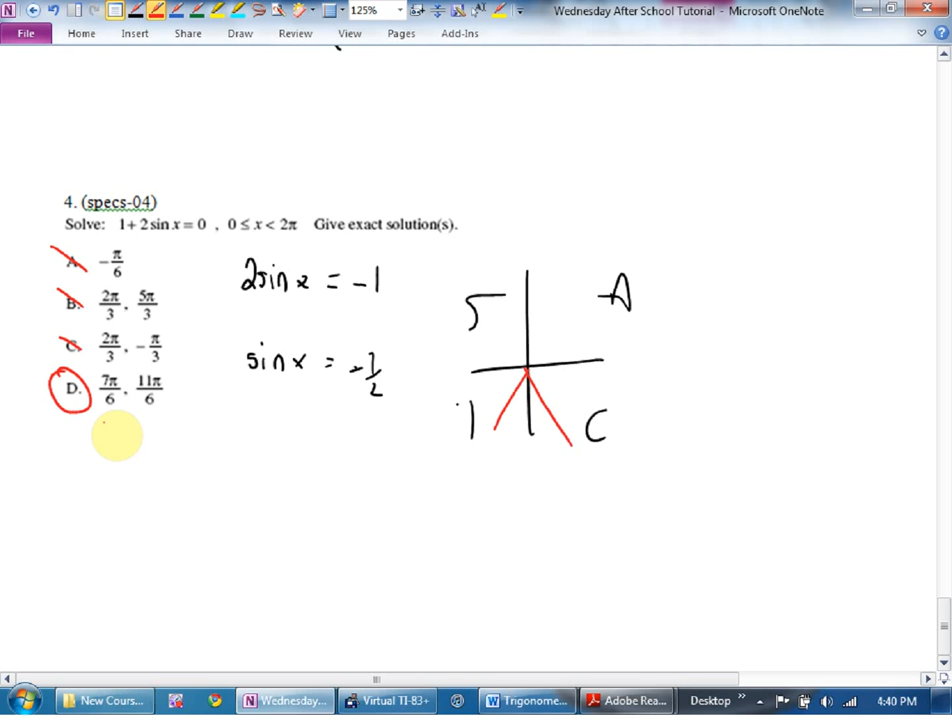 125%
Wednesday After School Tutorial - Microsoft OneNote
File Home Insert Share Draw Review View Pages Add-Ins
4. (specs-04)
Solve: 1 + 2 sin x = 0 , 0 ≤ x < 2π Give exact solution(s).
A. -π/6
B. 2π/3 , 5π/3
C. 2π/3 , -π/3
D. 7π/6 , 11π/6
2sin x = -1
sin x = -1/2
S A
T C
New Cour... Wednesday... Virtual TI-83+ Trigonome... Adobe Rea... Desktop » 4:40 PM